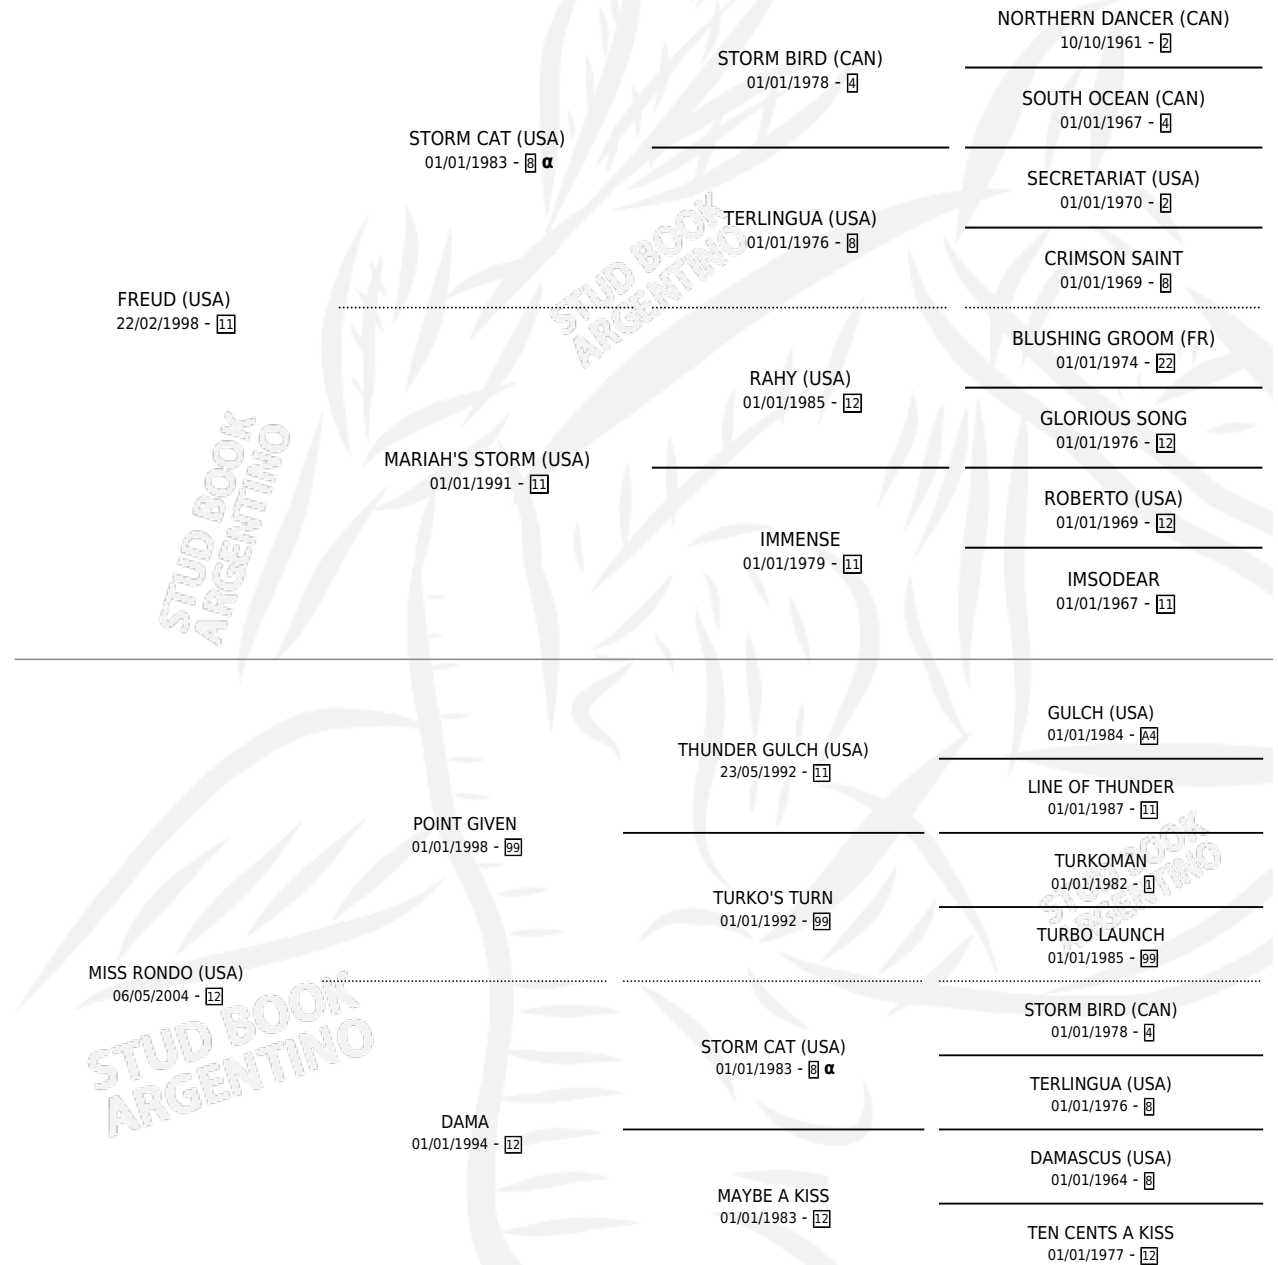 NORTHERN DANCER (CAN)
10/10/1961 - 2
STORM BIRD (CAN)
01/01/1978 - 4
SOUTH OCEAN (CAN)
01/01/1967 - 4
STORM CAT (USA)
01/01/1983 - 8 α
SECRETARIAT (USA)
01/01/1970 - 2
TERLINGUA (USA)
01/01/1976 - 8
CRIMSON SAINT
01/01/1969 - 8
FREUD (USA)
22/02/1998 - 11
BLUSHING GROOM (FR)
01/01/1974 - 22
RAHY (USA)
01/01/1985 - 12
GLORIOUS SONG
01/01/1976 - 12
MARIAH'S STORM (USA)
01/01/1991 - 11
ROBERTO (USA)
01/01/1969 - 12
IMMENSE
01/01/1979 - 11
IMSODEAR
01/01/1967 - 11
GULCH (USA)
01/01/1984 - A4
THUNDER GULCH (USA)
23/05/1992 - 11
LINE OF THUNDER
01/01/1987 - 11
POINT GIVEN
01/01/1998 - 99
TURKOMAN
01/01/1982 - 1
TURKO'S TURN
01/01/1992 - 99
TURBO LAUNCH
01/01/1985 - 99
MISS RONDO (USA)
06/05/2004 - 12
STORM BIRD (CAN)
01/01/1978 - 4
STORM CAT (USA)
01/01/1983 - 8 α
TERLINGUA (USA)
01/01/1976 - 8
DAMA
01/01/1994 - 12
DAMASCUS (USA)
01/01/1964 - 8
MAYBE A KISS
01/01/1983 - 12
TEN CENTS A KISS
01/01/1977 - 12
STUD BOOK
ARGENTINO
STUD BOOK
ARGENTINO
STUD BOOK
ARGENTINO
STUD BOOK
ARGENTINO